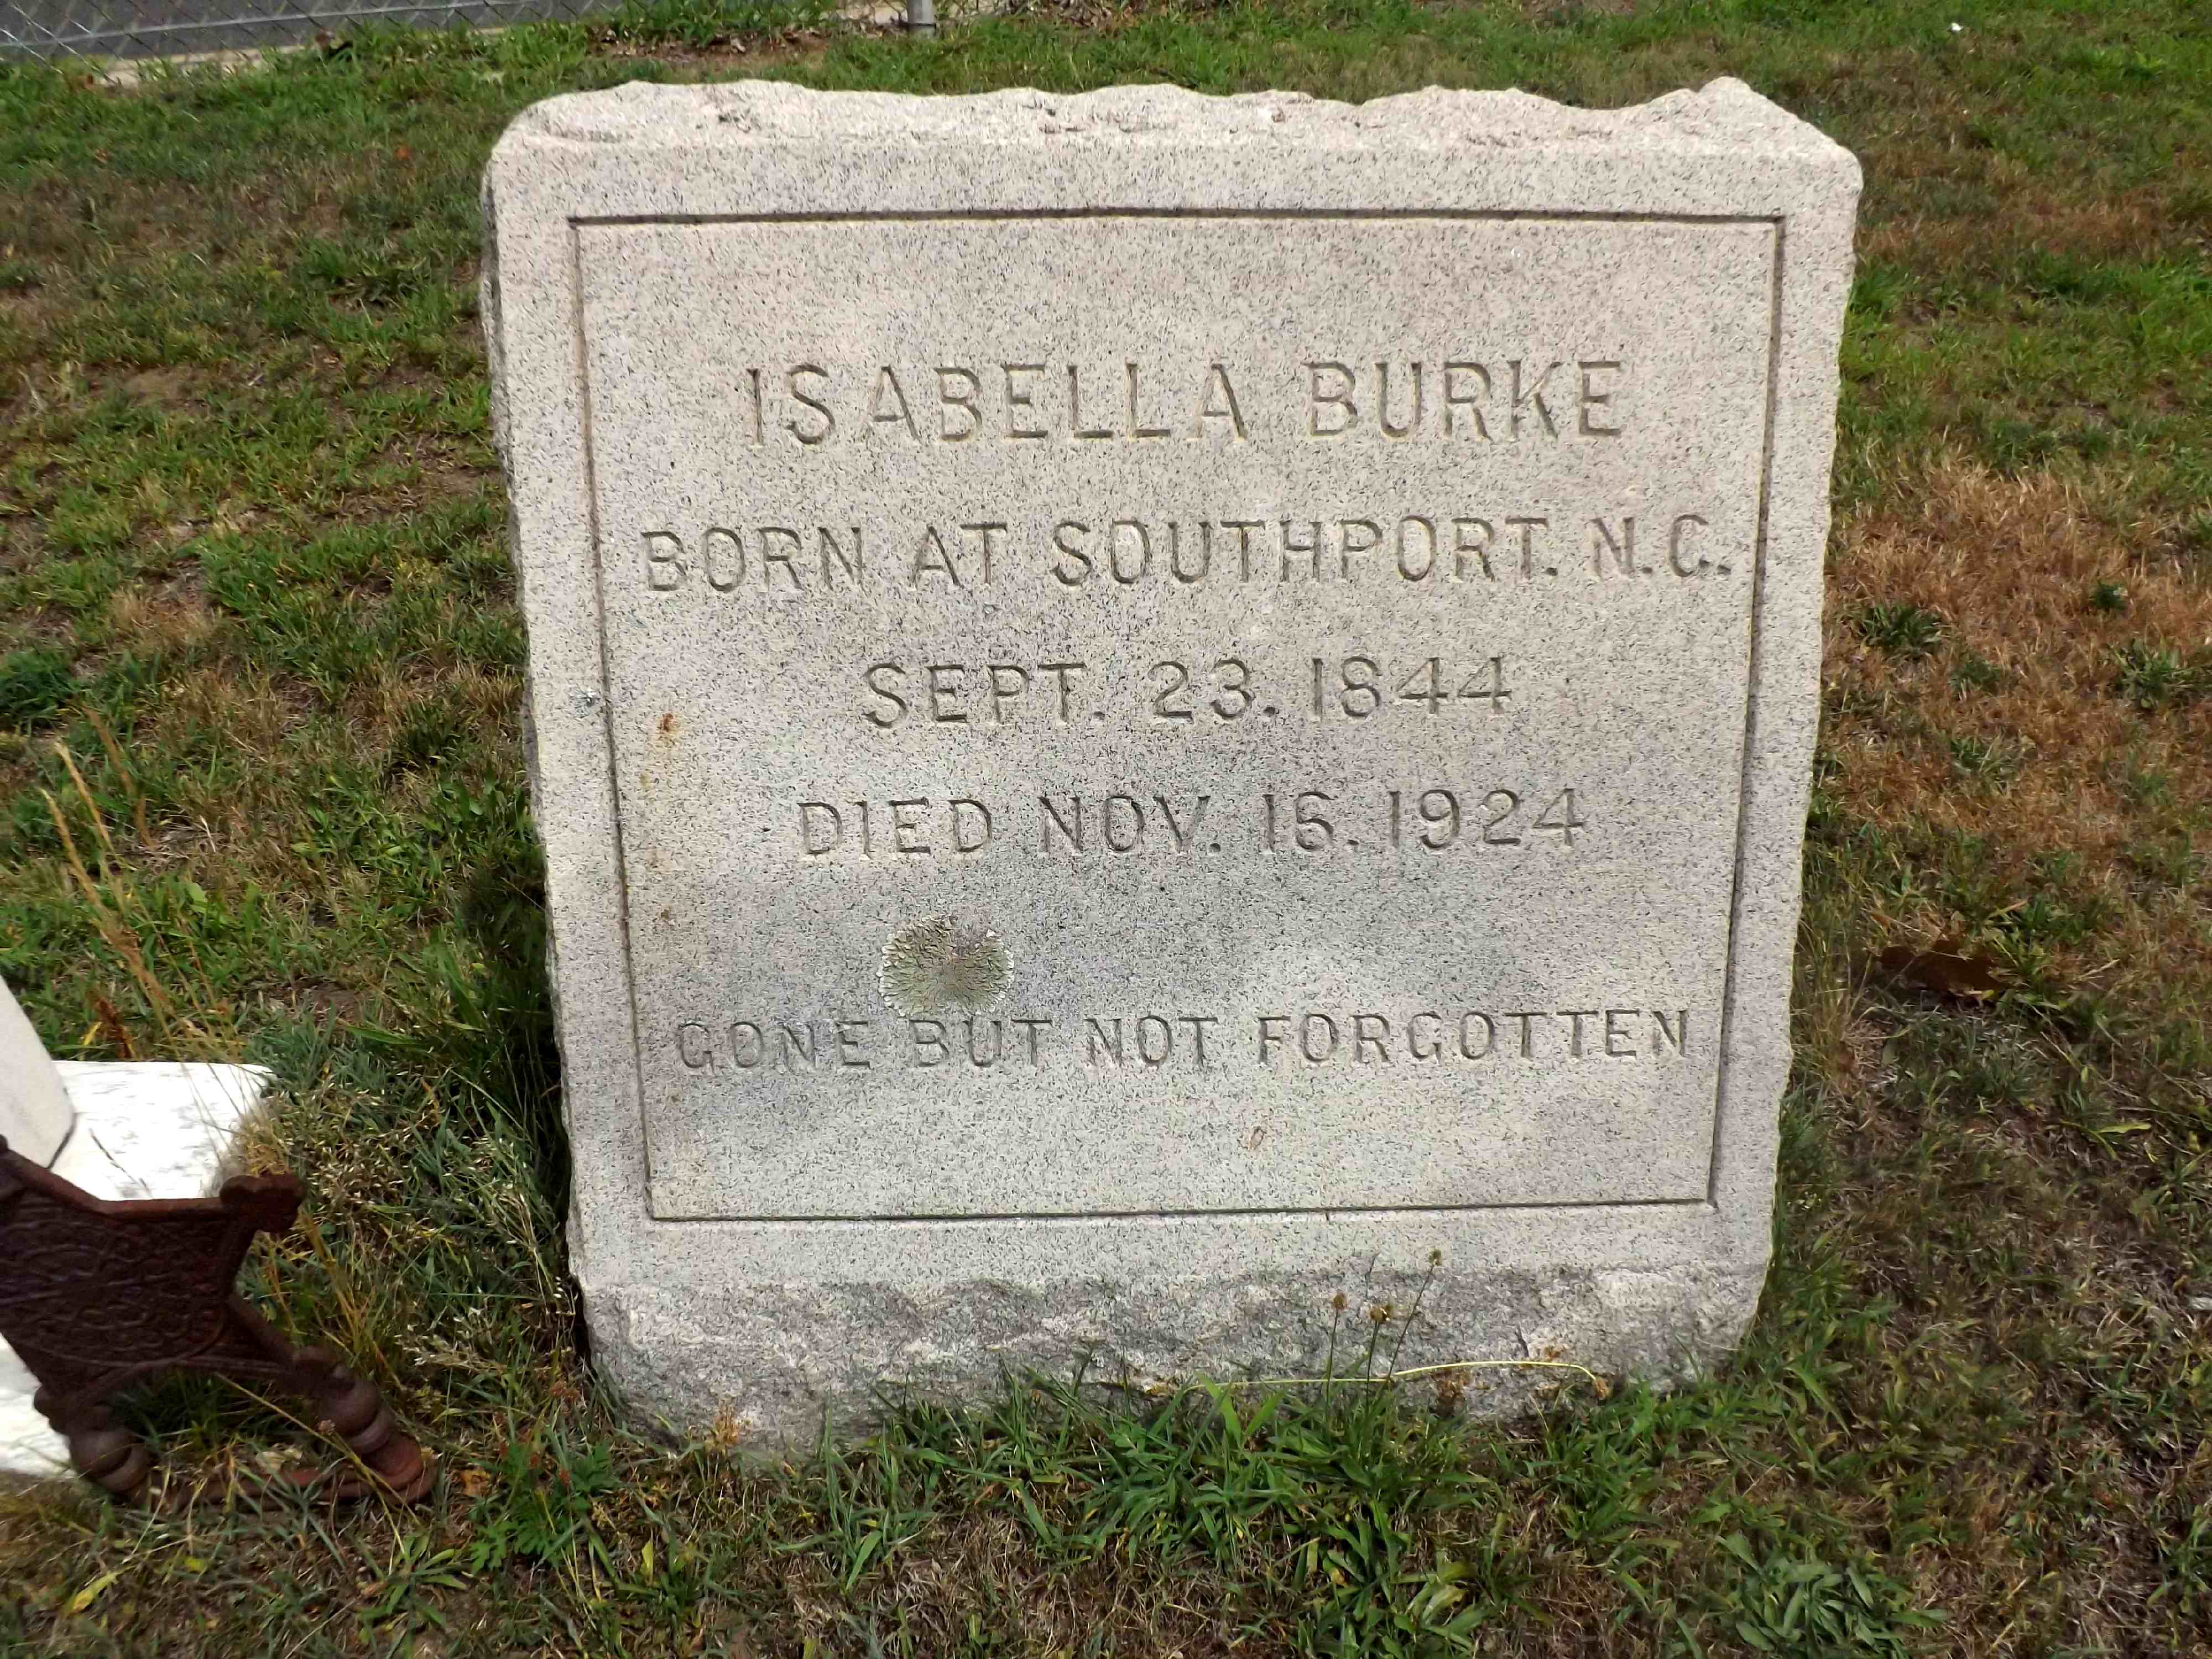 ISABELLA BURKE
BORN AT SOUTHPORT. N.C.
SEPT. 23. 1844
DIED NOV. 16. 1924
GONE BUT NOT FORGOTTEN